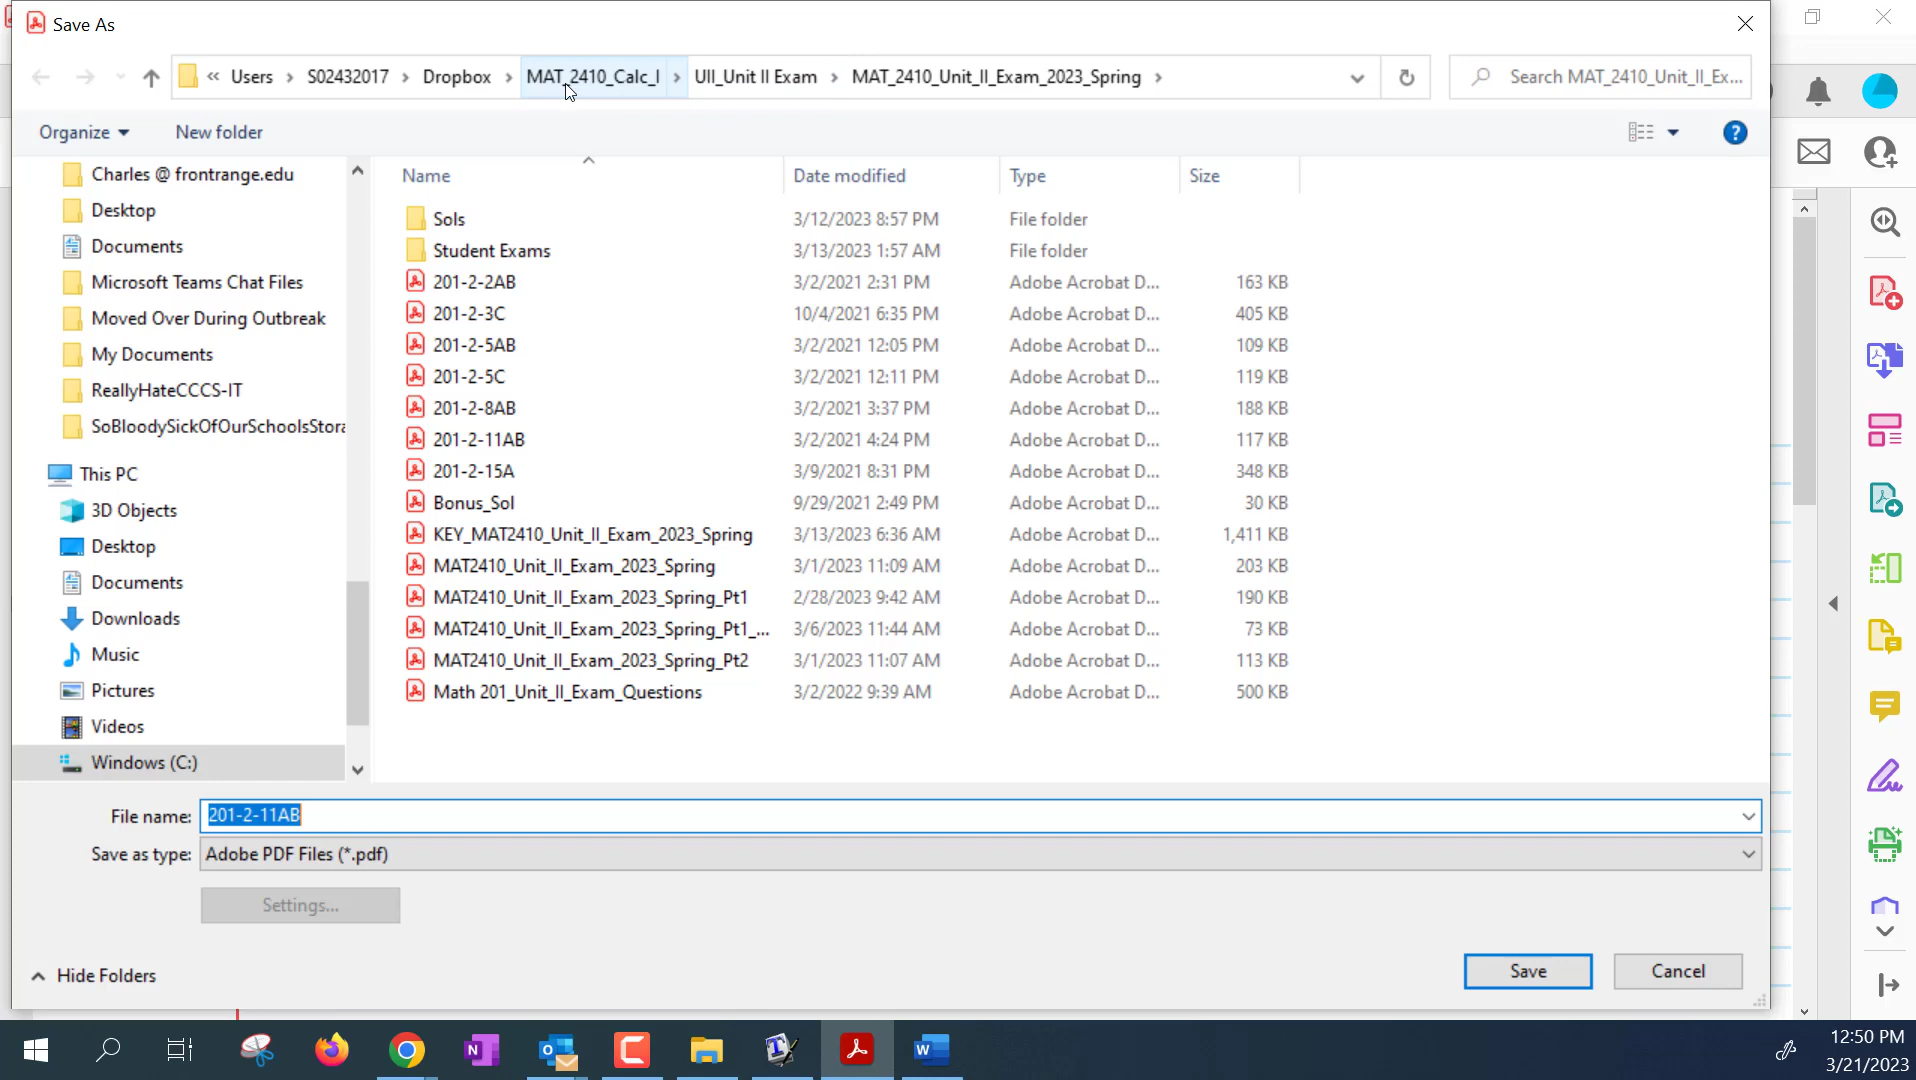 Save As
« Users › S02432017 › Dropbox › MAT_2410_Calc_I › UII_Unit II Exam › MAT_2410_Unit_II_Exam_2023_Spring ›
Search MAT_2410_Unit_II_Ex...
Organize
New folder
?
Charles @ frontrange.edu
Desktop
Documents
Microsoft Teams Chat Files
Moved Over During Outbreak
My Documents
ReallyHateCCCS-IT
SoBloodySickOfOurSchoolsStora
This PC
3D Objects
Desktop
Documents
Downloads
Music
Pictures
Videos
Windows (C:)
Name Date modified Type Size
Sols 3/12/2023 8:57 PM File folder
Student Exams 3/13/2023 1:57 AM File folder
201-2-2AB 3/2/2021 2:31 PM Adobe Acrobat D... 163 KB
201-2-3C 10/4/2021 6:35 PM Adobe Acrobat D... 405 KB
201-2-5AB 3/2/2021 12:05 PM Adobe Acrobat D... 109 KB
201-2-5C 3/2/2021 12:11 PM Adobe Acrobat D... 119 KB
201-2-8AB 3/2/2021 3:37 PM Adobe Acrobat D... 188 KB
201-2-11AB 3/2/2021 4:24 PM Adobe Acrobat D... 117 KB
201-2-15A 3/9/2021 8:31 PM Adobe Acrobat D... 348 KB
Bonus_Sol 9/29/2021 2:49 PM Adobe Acrobat D... 30 KB
KEY_MAT2410_Unit_II_Exam_2023_Spring 3/13/2023 6:36 AM Adobe Acrobat D... 1,411 KB
MAT2410_Unit_II_Exam_2023_Spring 3/1/2023 11:09 AM Adobe Acrobat D... 203 KB
MAT2410_Unit_II_Exam_2023_Spring_Pt1 2/28/2023 9:42 AM Adobe Acrobat D... 190 KB
MAT2410_Unit_II_Exam_2023_Spring_Pt1_... 3/6/2023 11:44 AM Adobe Acrobat D... 73 KB
MAT2410_Unit_II_Exam_2023_Spring_Pt2 3/1/2023 11:07 AM Adobe Acrobat D... 113 KB
Math 201_Unit_II_Exam_Questions 3/2/2022 9:39 AM Adobe Acrobat D... 500 KB
File name: 201-2-11AB
Save as type: Adobe PDF Files (*.pdf)
Settings...
Hide Folders
Save
Cancel
12:50 PM
3/21/2023